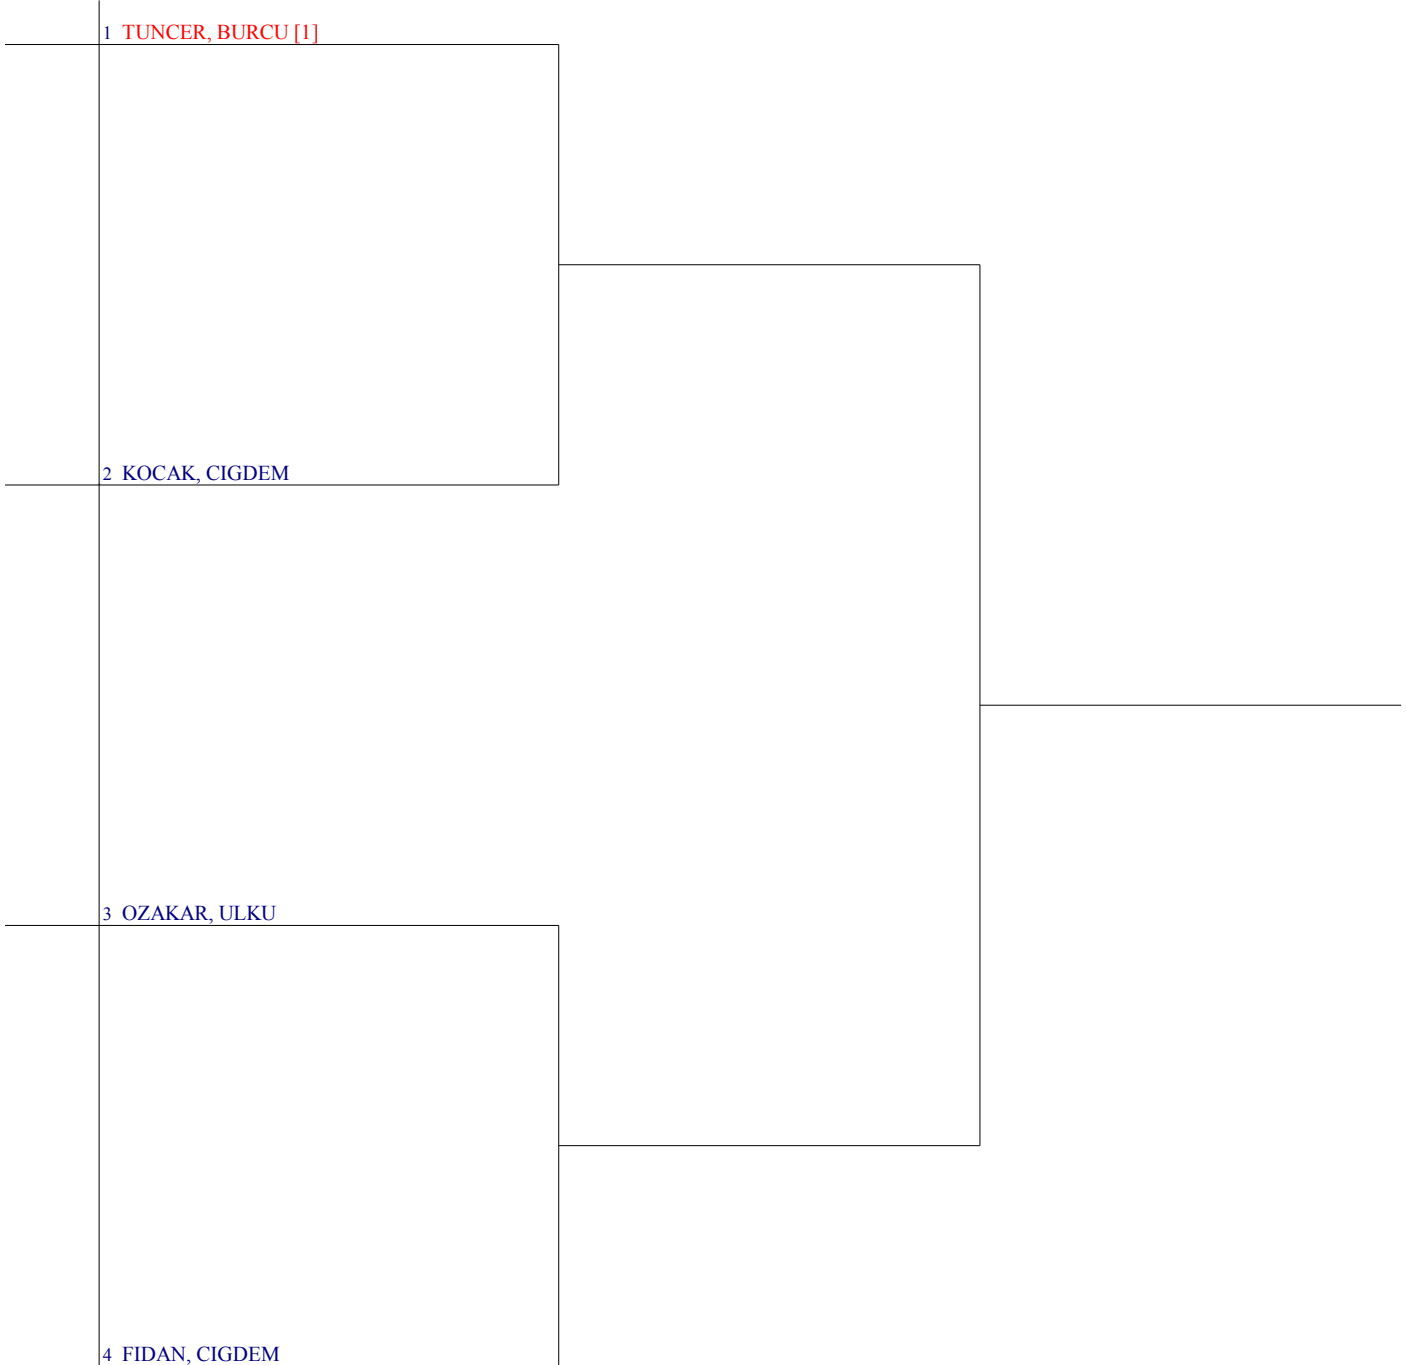 1 TUNCER, BURCU [1]
2 KOCAK, CIGDEM
3 OZAKAR, ULKU
4 FIDAN, CIGDEM